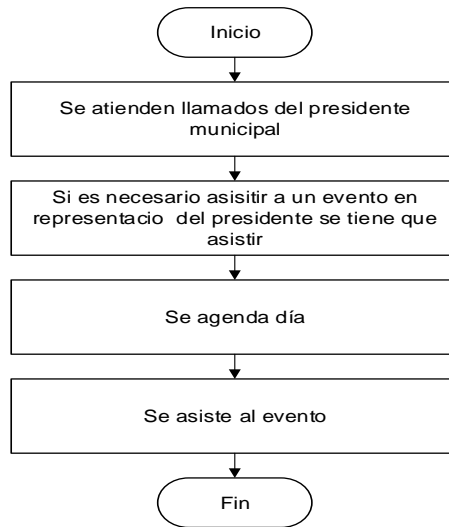 Inicio
Se atienden llamados del presidente
municipal
Si es necesario asisitir a un evento en
representacio del presidente se tiene que
asistir
Se agenda día
Se asiste al evento
Fin